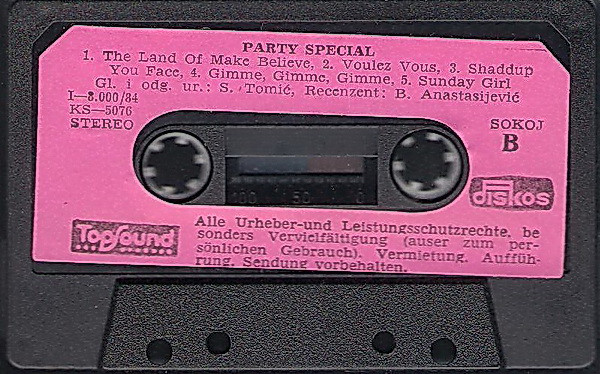 PARTY SPECIAL
1. The Land Of Make Believe, 2. Voulez Vous, 3. Shaddup
You Face, 4. Gimme, Gimme, Gimme, 5. Sunday Girl
Gl. i odg. ur.: S. Tomić, Recenzent: B. Anastasijević
I—8.000/84
KS—5076
STEREO
SOKOJ
B
100 50 0
diskos
TopSound
Alle Urheber-und Leistungsschutzrechte, be
sonders Vervielfältigung (auser zum per-
sönlichen Gebrauch). Vermietung. Auffüh-
rung. Sendung vorbehalten.